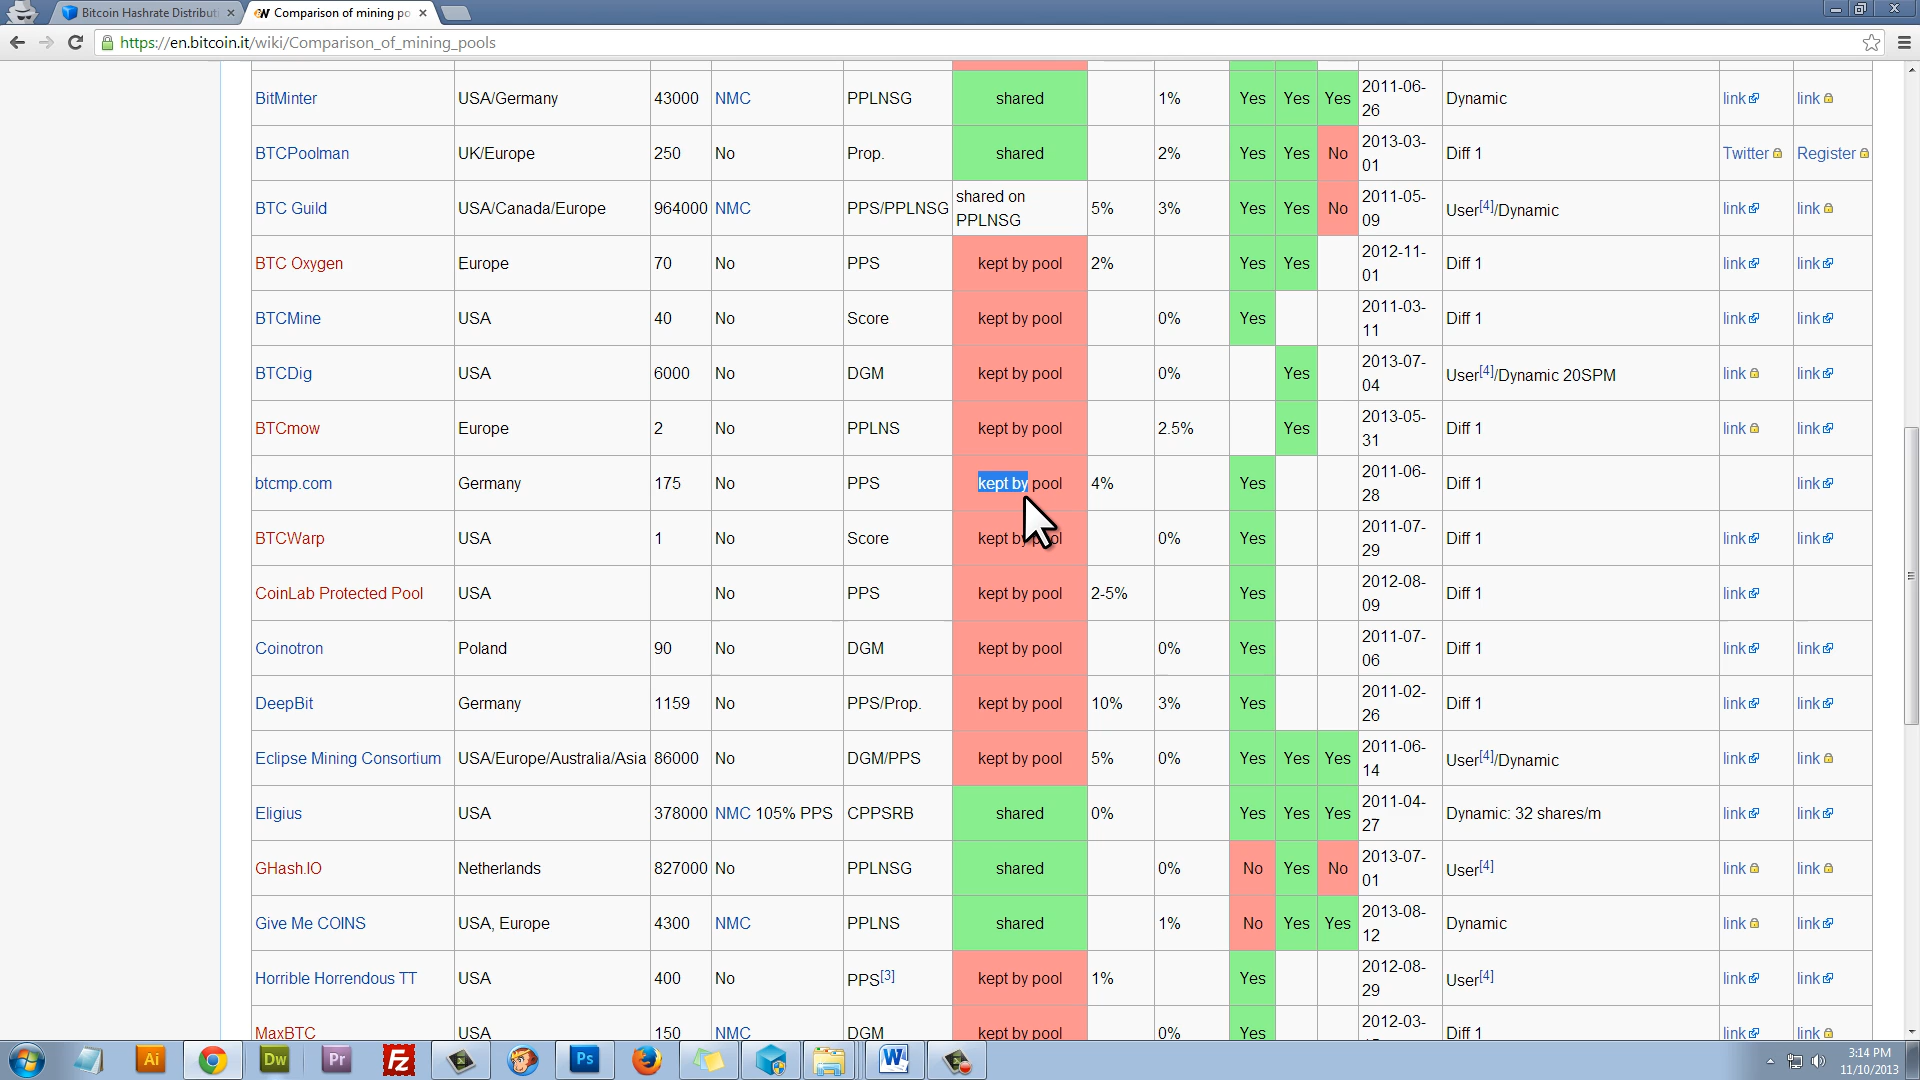 Bitcoin Hashrate Distributi
Comparison of mining po
https://en.bitcoin.it/wiki/Comparison_of_mining_pools
BitMinter USA/Germany 43000 NMC PPLNSG shared 1% Yes Yes Yes 2011-06-
26 Dynamic link link
BTCPoolman UK/Europe 250 No Prop. shared 2% Yes Yes No 2013-03-
01 Diff 1 Twitter Register
BTC Guild USA/Canada/Europe 964000 NMC PPS/PPLNSG shared on
PPLNSG 5% 3% Yes Yes No 2011-05-
09 User[4]/Dynamic link link
BTC Oxygen Europe 70 No PPS kept by pool 2% Yes Yes 2012-11-
01 Diff 1 link link
BTCMine USA 40 No Score kept by pool 0% Yes 2011-03-
11 Diff 1 link link
BTCDig USA 6000 No DGM kept by pool 0% Yes 2013-07-
04 User[4]/Dynamic 20SPM link link
BTCmow Europe 2 No PPLNS kept by pool 2.5% Yes 2013-05-
31 Diff 1 link link
btcmp.com Germany 175 No PPS kept by pool 4% Yes 2011-06-
28 Diff 1 link
BTCWarp USA 1 No Score kept by pool 0% Yes 2011-07-
29 Diff 1 link link
CoinLab Protected Pool USA No PPS kept by pool 2-5% Yes 2012-08-
09 Diff 1 link
Coinotron Poland 90 No DGM kept by pool 0% Yes 2011-07-
06 Diff 1 link link
DeepBit Germany 1159 No PPS/Prop. kept by pool 10% 3% Yes 2011-02-
26 Diff 1 link link
Eclipse Mining Consortium USA/Europe/Australia/Asia 86000 No DGM/PPS kept by pool 5% 0% Yes Yes Yes 2011-06-
14 User[4]/Dynamic link link
Eligius USA 378000 NMC 105% PPS CPPSRB shared 0% Yes Yes Yes 2011-04-
27 Dynamic: 32 shares/m link link
GHash.IO Netherlands 827000 No PPLNSG shared 0% No Yes No 2013-07-
01 User[4] link link
Give Me COINS USA, Europe 4300 NMC PPLNS shared 1% No Yes Yes 2013-08-
12 Dynamic link link
Horrible Horrendous TT USA 400 No PPS[3] kept by pool 1% Yes 2012-08-
29 User[4] link link
MaxBTC USA 150 NMC DGM kept by pool 0% Yes 2012-03-
Diff 1 link link
Ai Dw Pr Fz Ps W
3:14 PM
11/10/2013